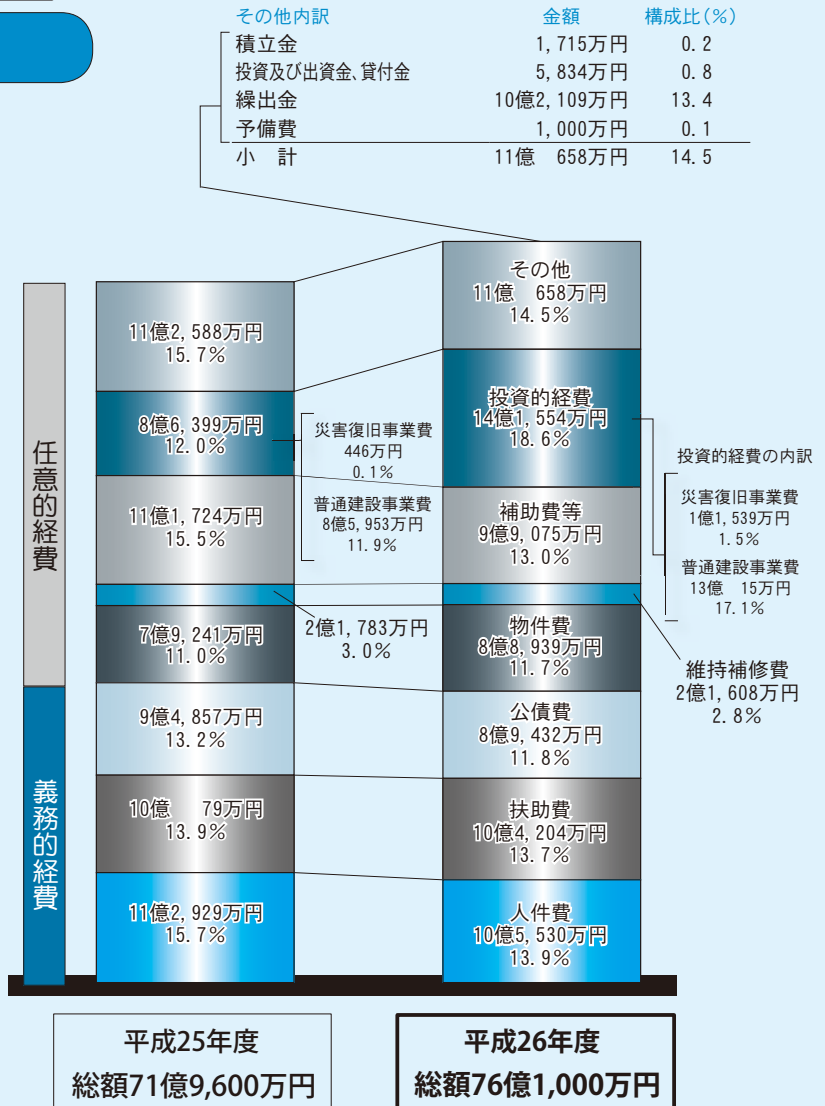 その他内訳 金額 構成比(%)
積立金 1,715万円 0.2
投資及び出資金、貸付金 5,834万円 0.8
繰出金 10億2,109万円 13.4
予備費 1,000万円 0.1
小 計 11億 658万円 14.5
任意的経費
義務的経費
11億2,588万円
15.7%
8億6,399万円
12.0%
11億1,724万円
15.5%
7億9,241万円
11.0%
9億4,857万円
13.2%
10億 79万円
13.9%
11億2,929万円
15.7%
災害復旧事業費
446万円
0.1%
普通建設事業費
8億5,953万円
11.9%
2億1,783万円
3.0%
その他
11億 658万円
14.5%
投資的経費
14億1,554万円
18.6%
補助費等
9億9,075万円
13.0%
物件費
8億8,939万円
11.7%
公債費
8億9,432万円
11.8%
扶助費
10億4,204万円
13.7%
人件費
10億5,530万円
13.9%
投資的経費の内訳
災害復旧事業費
1億1,539万円
1.5%
普通建設事業費
13億 15万円
17.1%
維持補修費
2億1,608万円
2.8%
平成25年度
総額71億9,600万円
平成26年度
総額76億1,000万円